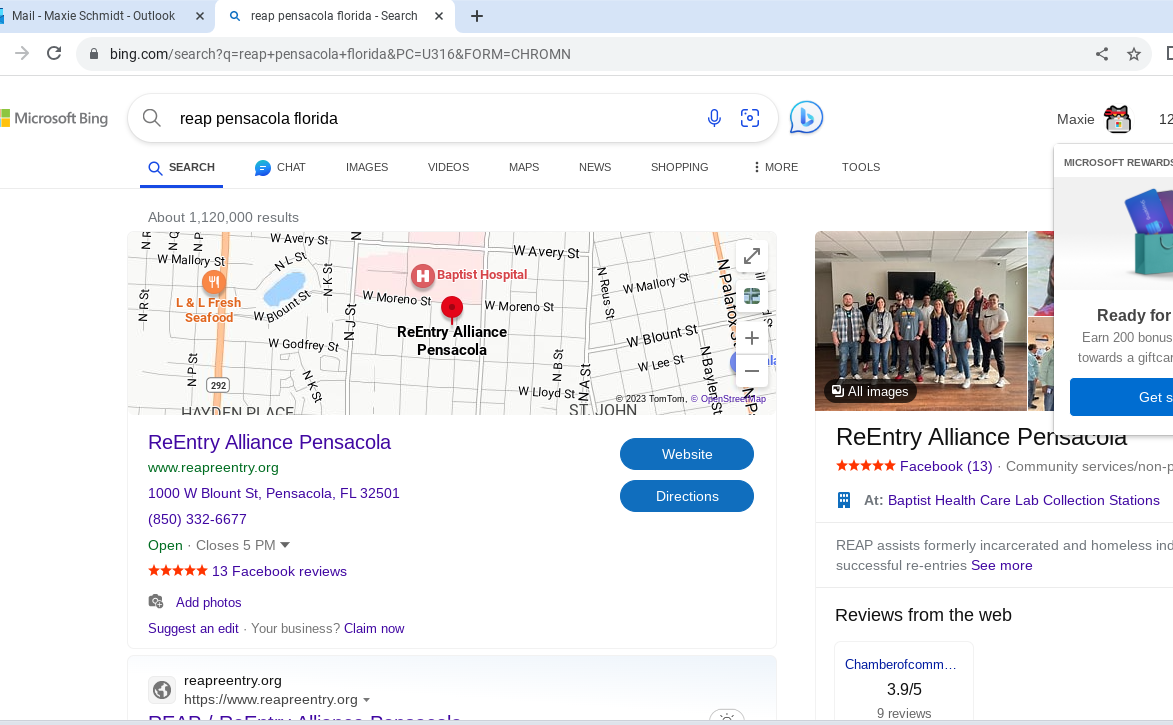 Mail - Maxie Schmidt - Outlook
reap pensacola florida - Search
bing.com/search?q=reap+pensacola+florida&PC=U316&FORM=CHROMN
Microsoft Bing
reap pensacola florida
Maxie
12
SEARCH
CHAT
IMAGES
VIDEOS
MAPS
NEWS
SHOPPING
MORE
TOOLS
MICROSOFT REWARDS
About 1,120,000 results
W Avery St
W Avery St
W Mallory St
N L St
N K St
Baptist Hospital
L & L Fresh
Seafood
W Moreno St
W Moreno St
N Reus St
W Mallory St
N Palafox St
N R St
W Blount St
N J St
ReEntry Alliance
Pensacola
W Blount St
W Godfrey St
W Lee St
N P St
292
N K St
N B St
N A St
N Baylen St
W Lloyd St
© 2023 TomTom, © OpenStreetMap
HAYDEN PLACE
ST. JOHN
ReEntry Alliance Pensacola
www.reapreentry.org
1000 W Blount St, Pensacola, FL 32501
(850) 332-6677
Open · Closes 5 PM
13 Facebook reviews
Add photos
Suggest an edit · Your business? Claim now
Website
Directions
reapreentry.org
https://www.reapreentry.org
REAP / ReEntry Alliance Pensacola
All images
Ready for
Earn 200 bonus
towards a giftcar
Get s
ReEntry Alliance Pensacola
Facebook (13) · Community services/non-p
At: Baptist Health Care Lab Collection Stations
REAP assists formerly incarcerated and homeless ind
successful re-entries See more
Reviews from the web
Chamberofcomm…
3.9/5
9 reviews